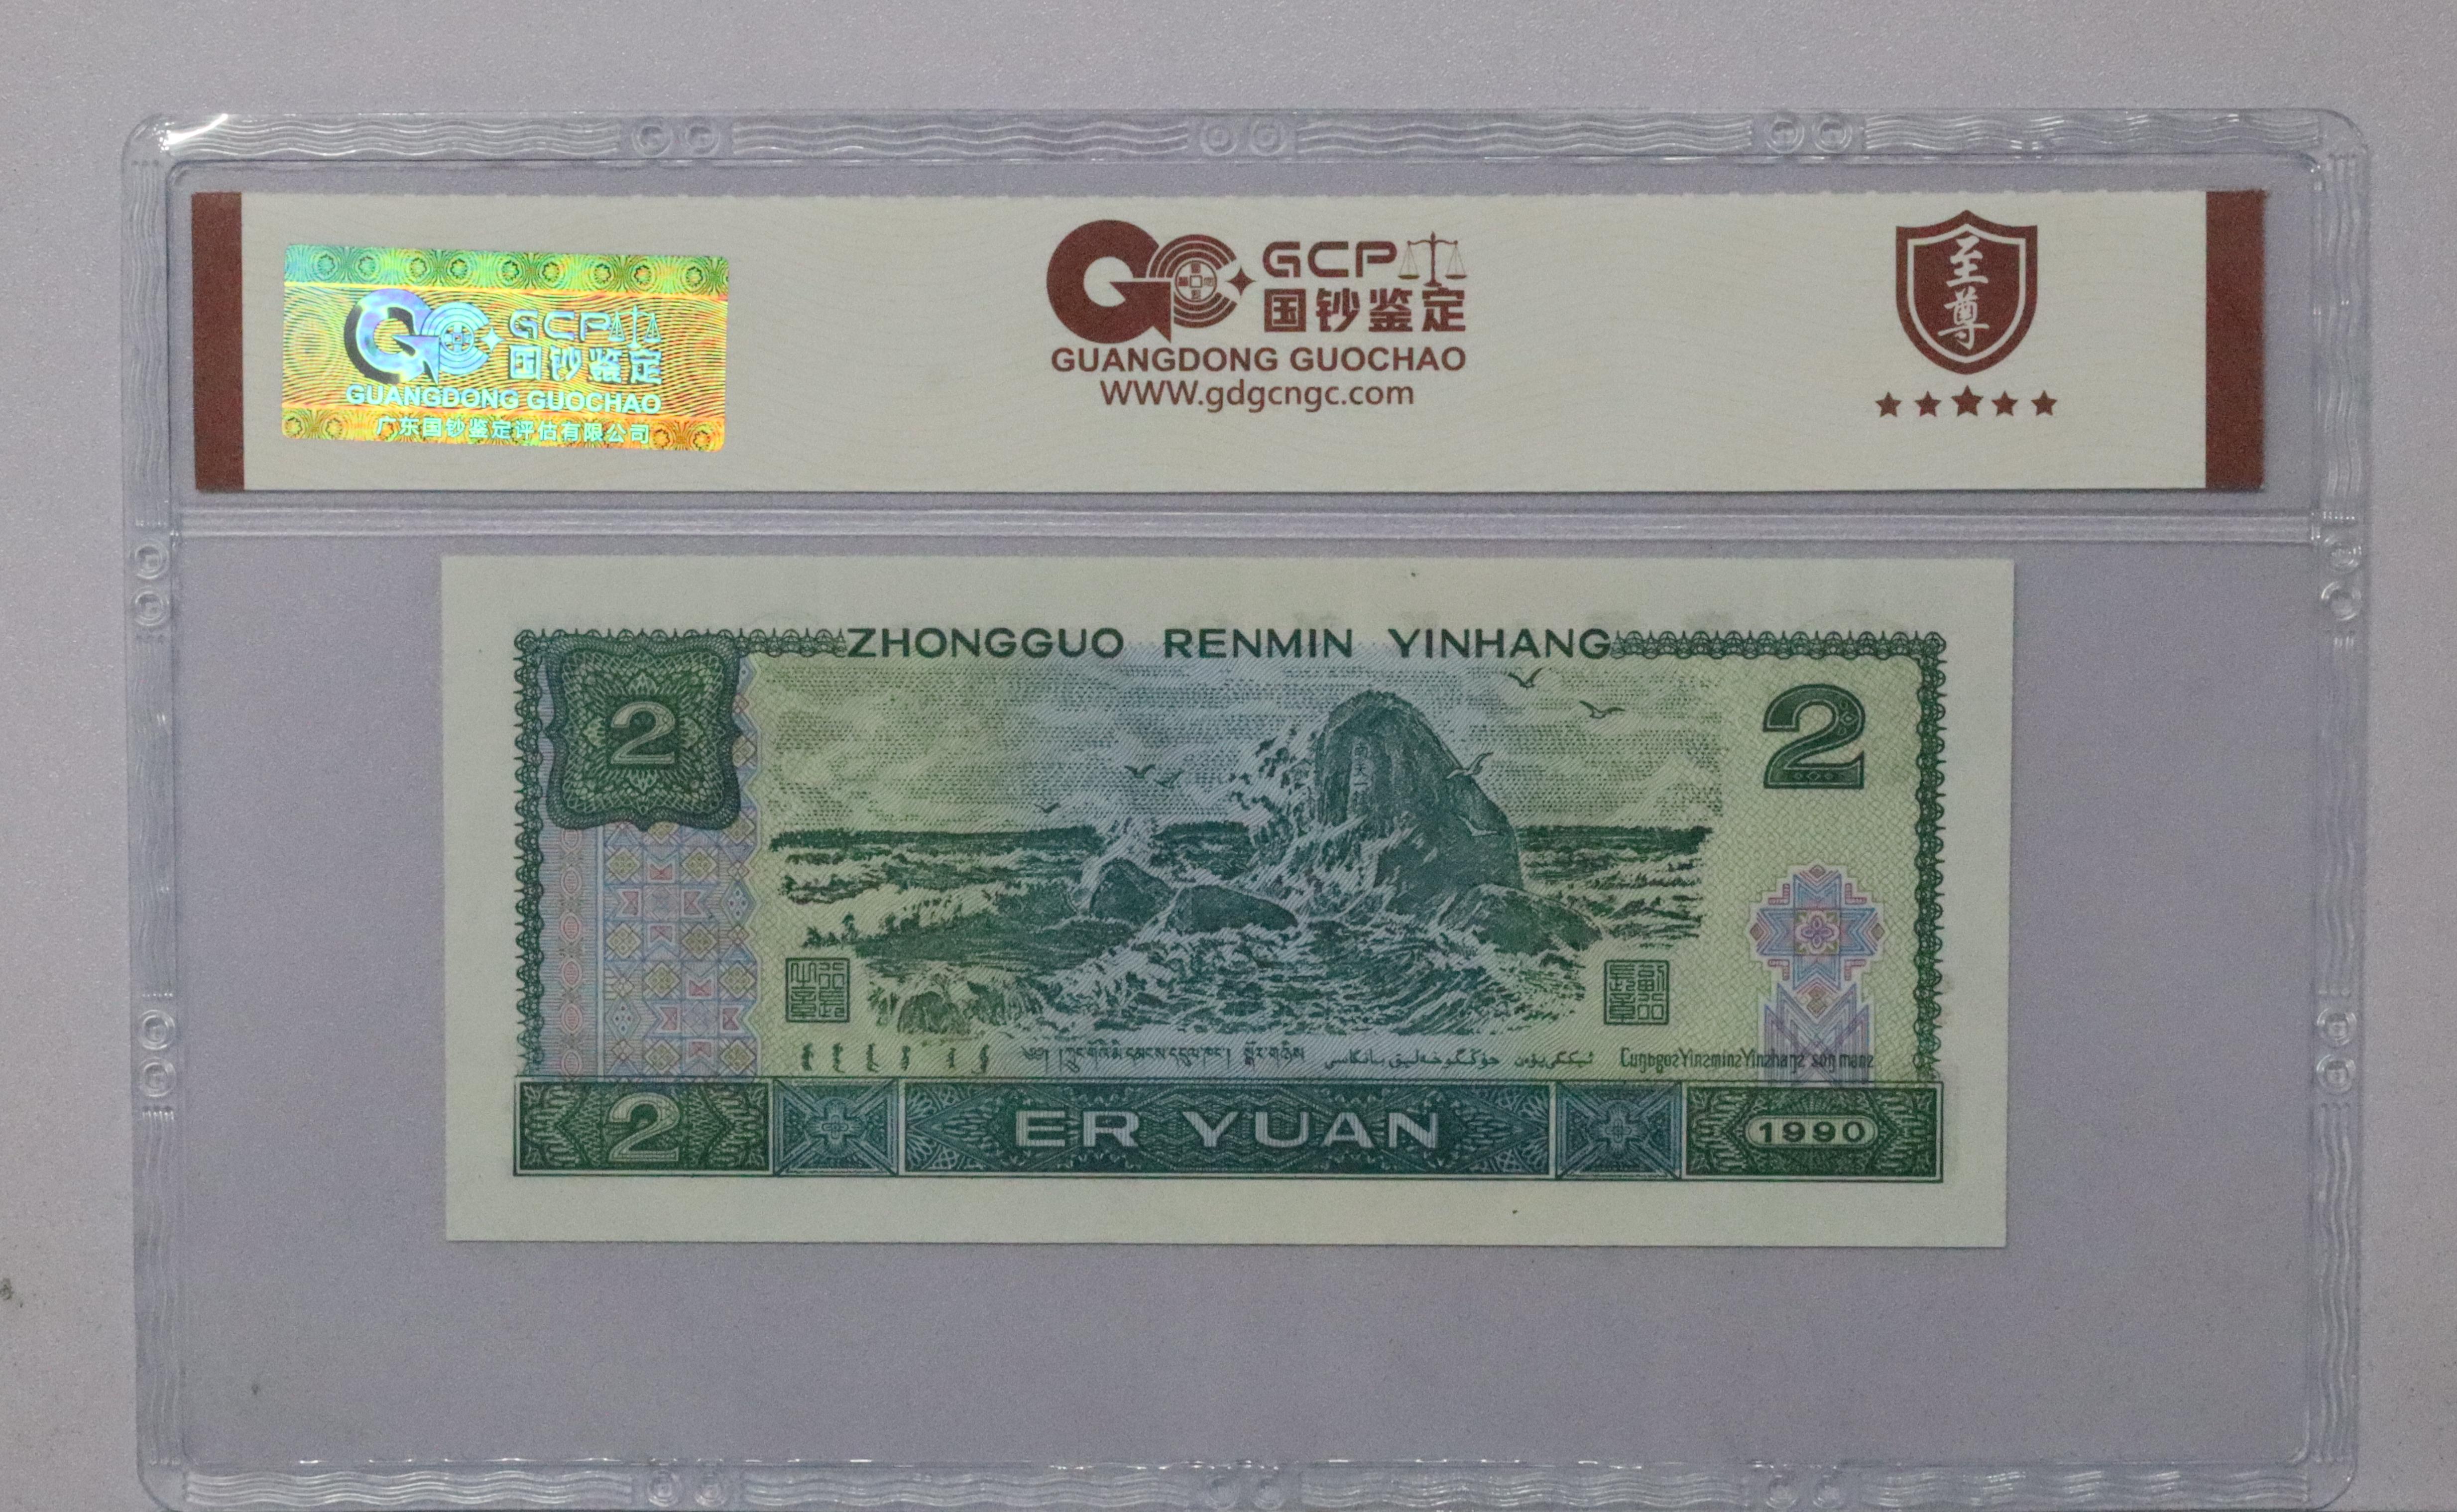 GCP
国钞鉴定
GUANGDONG GUOCHAO
广东国钞鉴定评估有限公司
GCP
国钞鉴定
GUANGDONG GUOCHAO
WWW.gdgcngc.com
至尊
ZHONGGUO RENMIN YINHANG
2
2
2
ER YUAN
1990